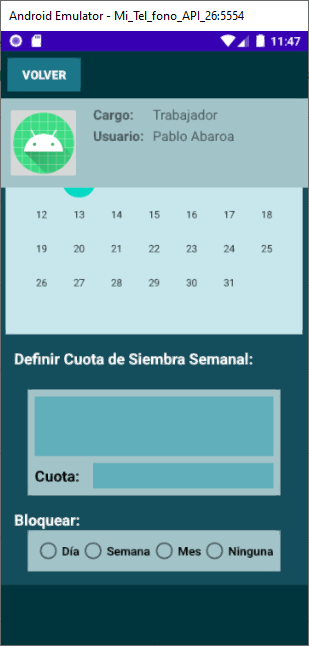 Android Emulator - Mi_Tel_fono_API_26:5554
11:47
VOLVER
Cargo: Trabajador
Usuario: Pablo Abaroa
12 13 14 15 16 17 18
19 20 21 22 23 24 25
26 27 28 29 30 31
Definir Cuota de Siembra Semanal:
Cuota:
Bloquear:
Día Semana Mes Ninguna